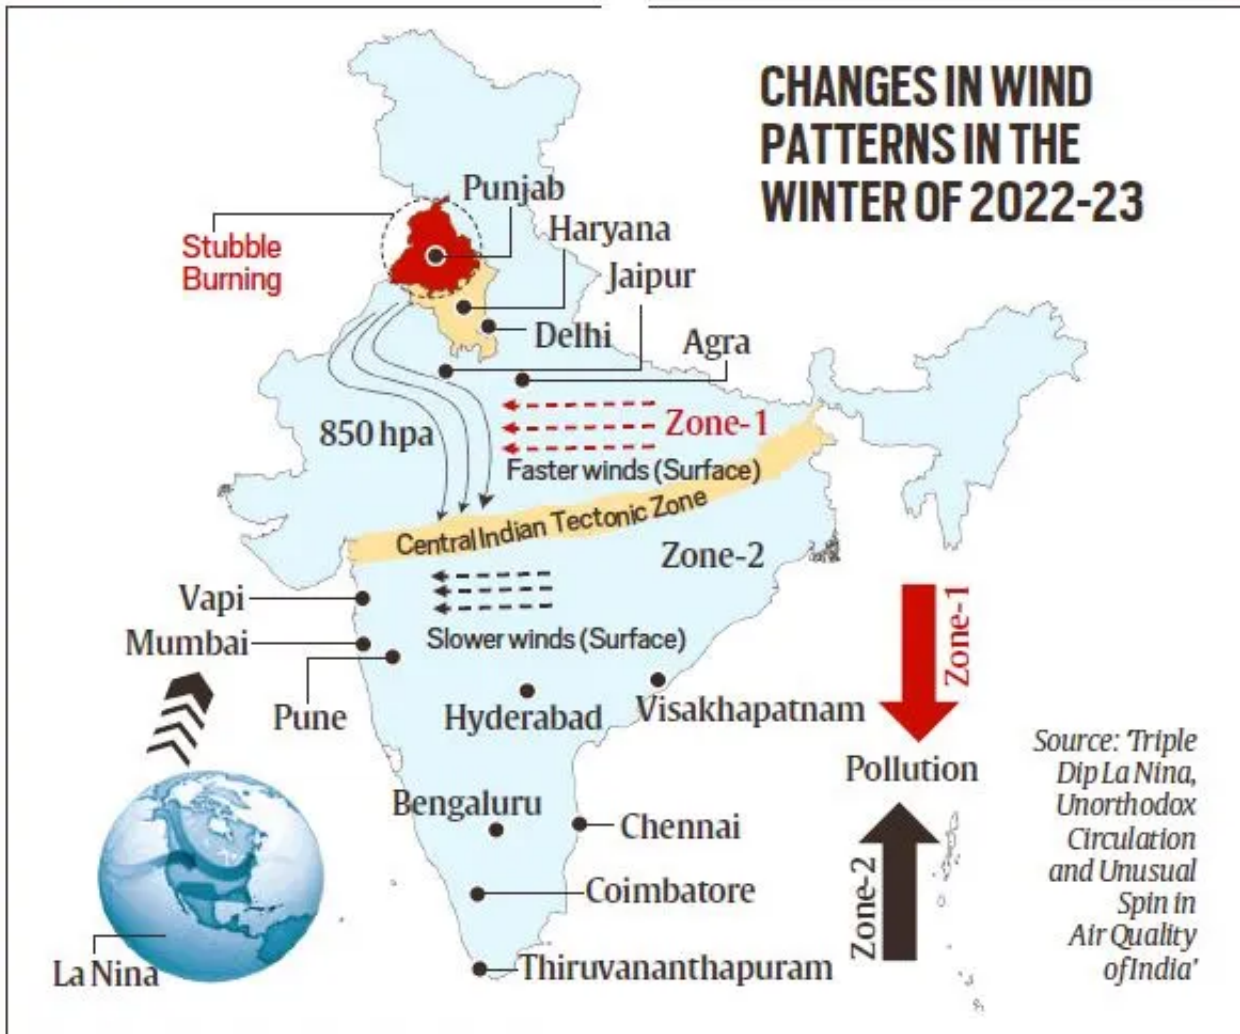 CHANGES IN WIND
PATTERNS IN THE
WINTER OF 2022-23
Punjab
Haryana
Stubble
Burning
Jaipur
Delhi
Agra
850 hpa
Zone-1
Faster winds (Surface)
Central Indian Tectonic Zone
Zone-2
Vapi
Mumbai
Slower winds (Surface)
Pune
Hyderabad
Visakhapatnam
Zone-1
Pollution
Zone-2
Bengaluru
Chennai
Coimbatore
Thiruvananthapuram
La Nina
Source: 'Triple
Dip La Nina,
Unorthodox
Circulation
and Unusual
Spin in
Air Quality
of India'